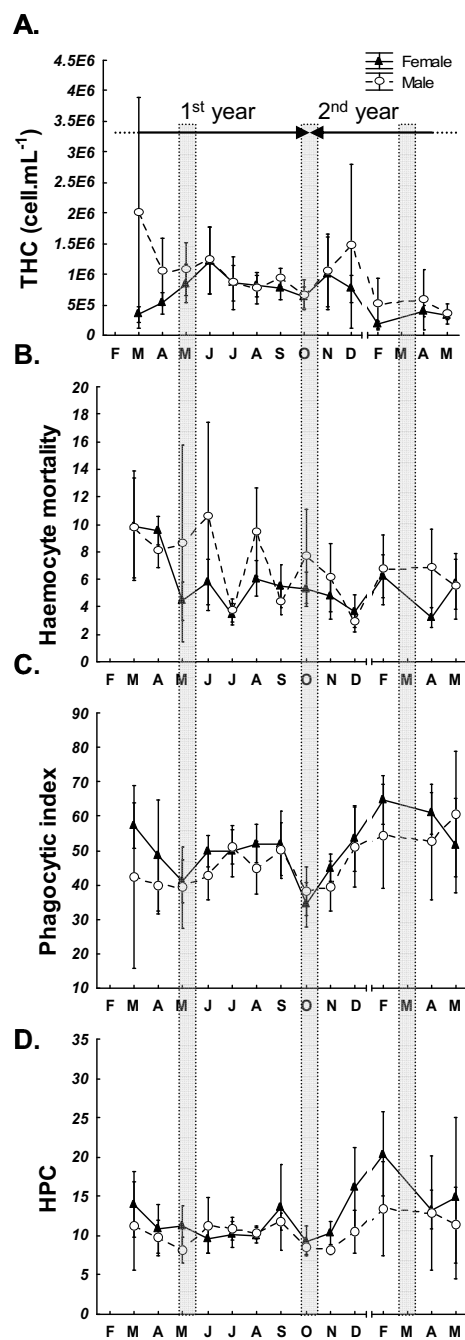 A.
4.5E6
4E6
3.5E6
3E6
2.5E6
2E6
1.5E6
1E6
5E5
0
THC (cell.mL-1)
Female
Male
1st year
2nd year
F M A M J J A S O N D F M A M
B.
20
18
16
14
12
10
8
6
4
2
0
Haemocyte mortality
F M A M J J A S O N D F M A M
C.
90
80
70
60
50
40
30
20
10
Phagocytic index
F M A M J J A S O N D F M A M
D.
35
30
25
20
15
10
5
0
HPC
F M A M J J A S O N D F M A M